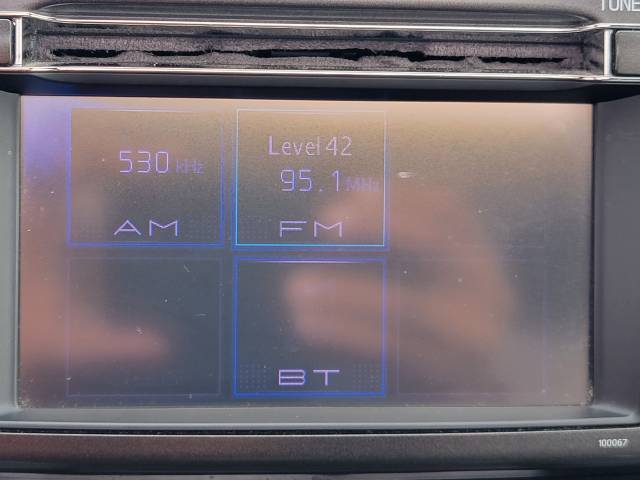 TUNE
530 kHz
AM
Level 42
95.1 MHz
FM
BT
100067